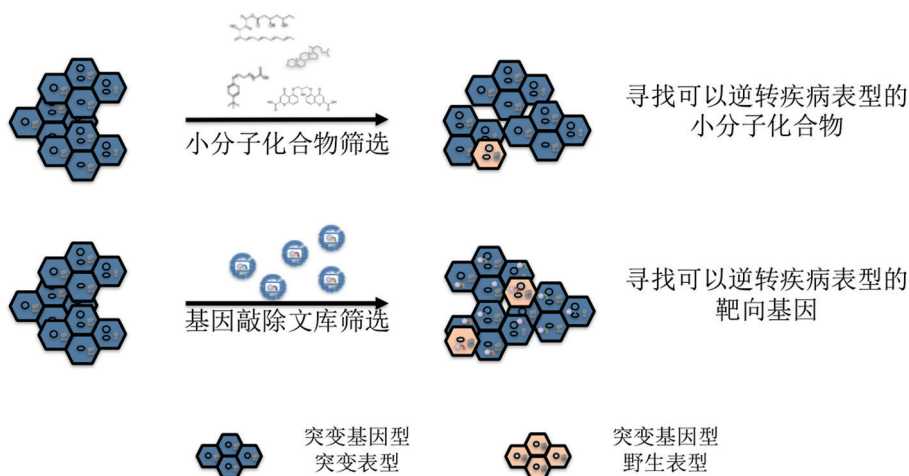 小分子化合物筛选
寻找可以逆转疾病表型的
小分子化合物
基因敲除文库筛选
寻找可以逆转疾病表型的
靶向基因
突变基因型
突变表型
突变基因型
野生表型